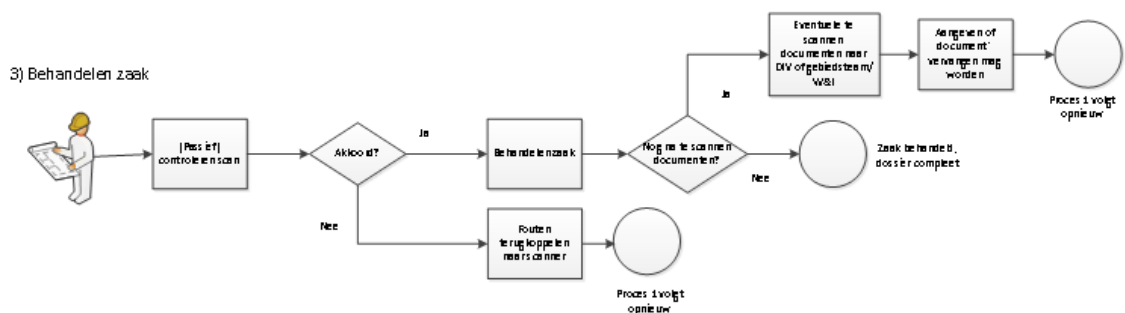 3) Behandelen zaak
(Passief)
controleren scan
Akkoord?
Ja
Nee
Behandelen zaak
Fouten
terugkoppelen
naar scanner
Proces 1 volgt
opnieuw
Nog na te scannen
documenten?
Ja
Nee
Eventuele te
scannen
documenten naar
DIV of gebiedsteam/
W&I
Aangeven of
document'
vervangen mag
worden
Proces 1 volgt
opnieuw
Zaak behandeld,
dossier compleet